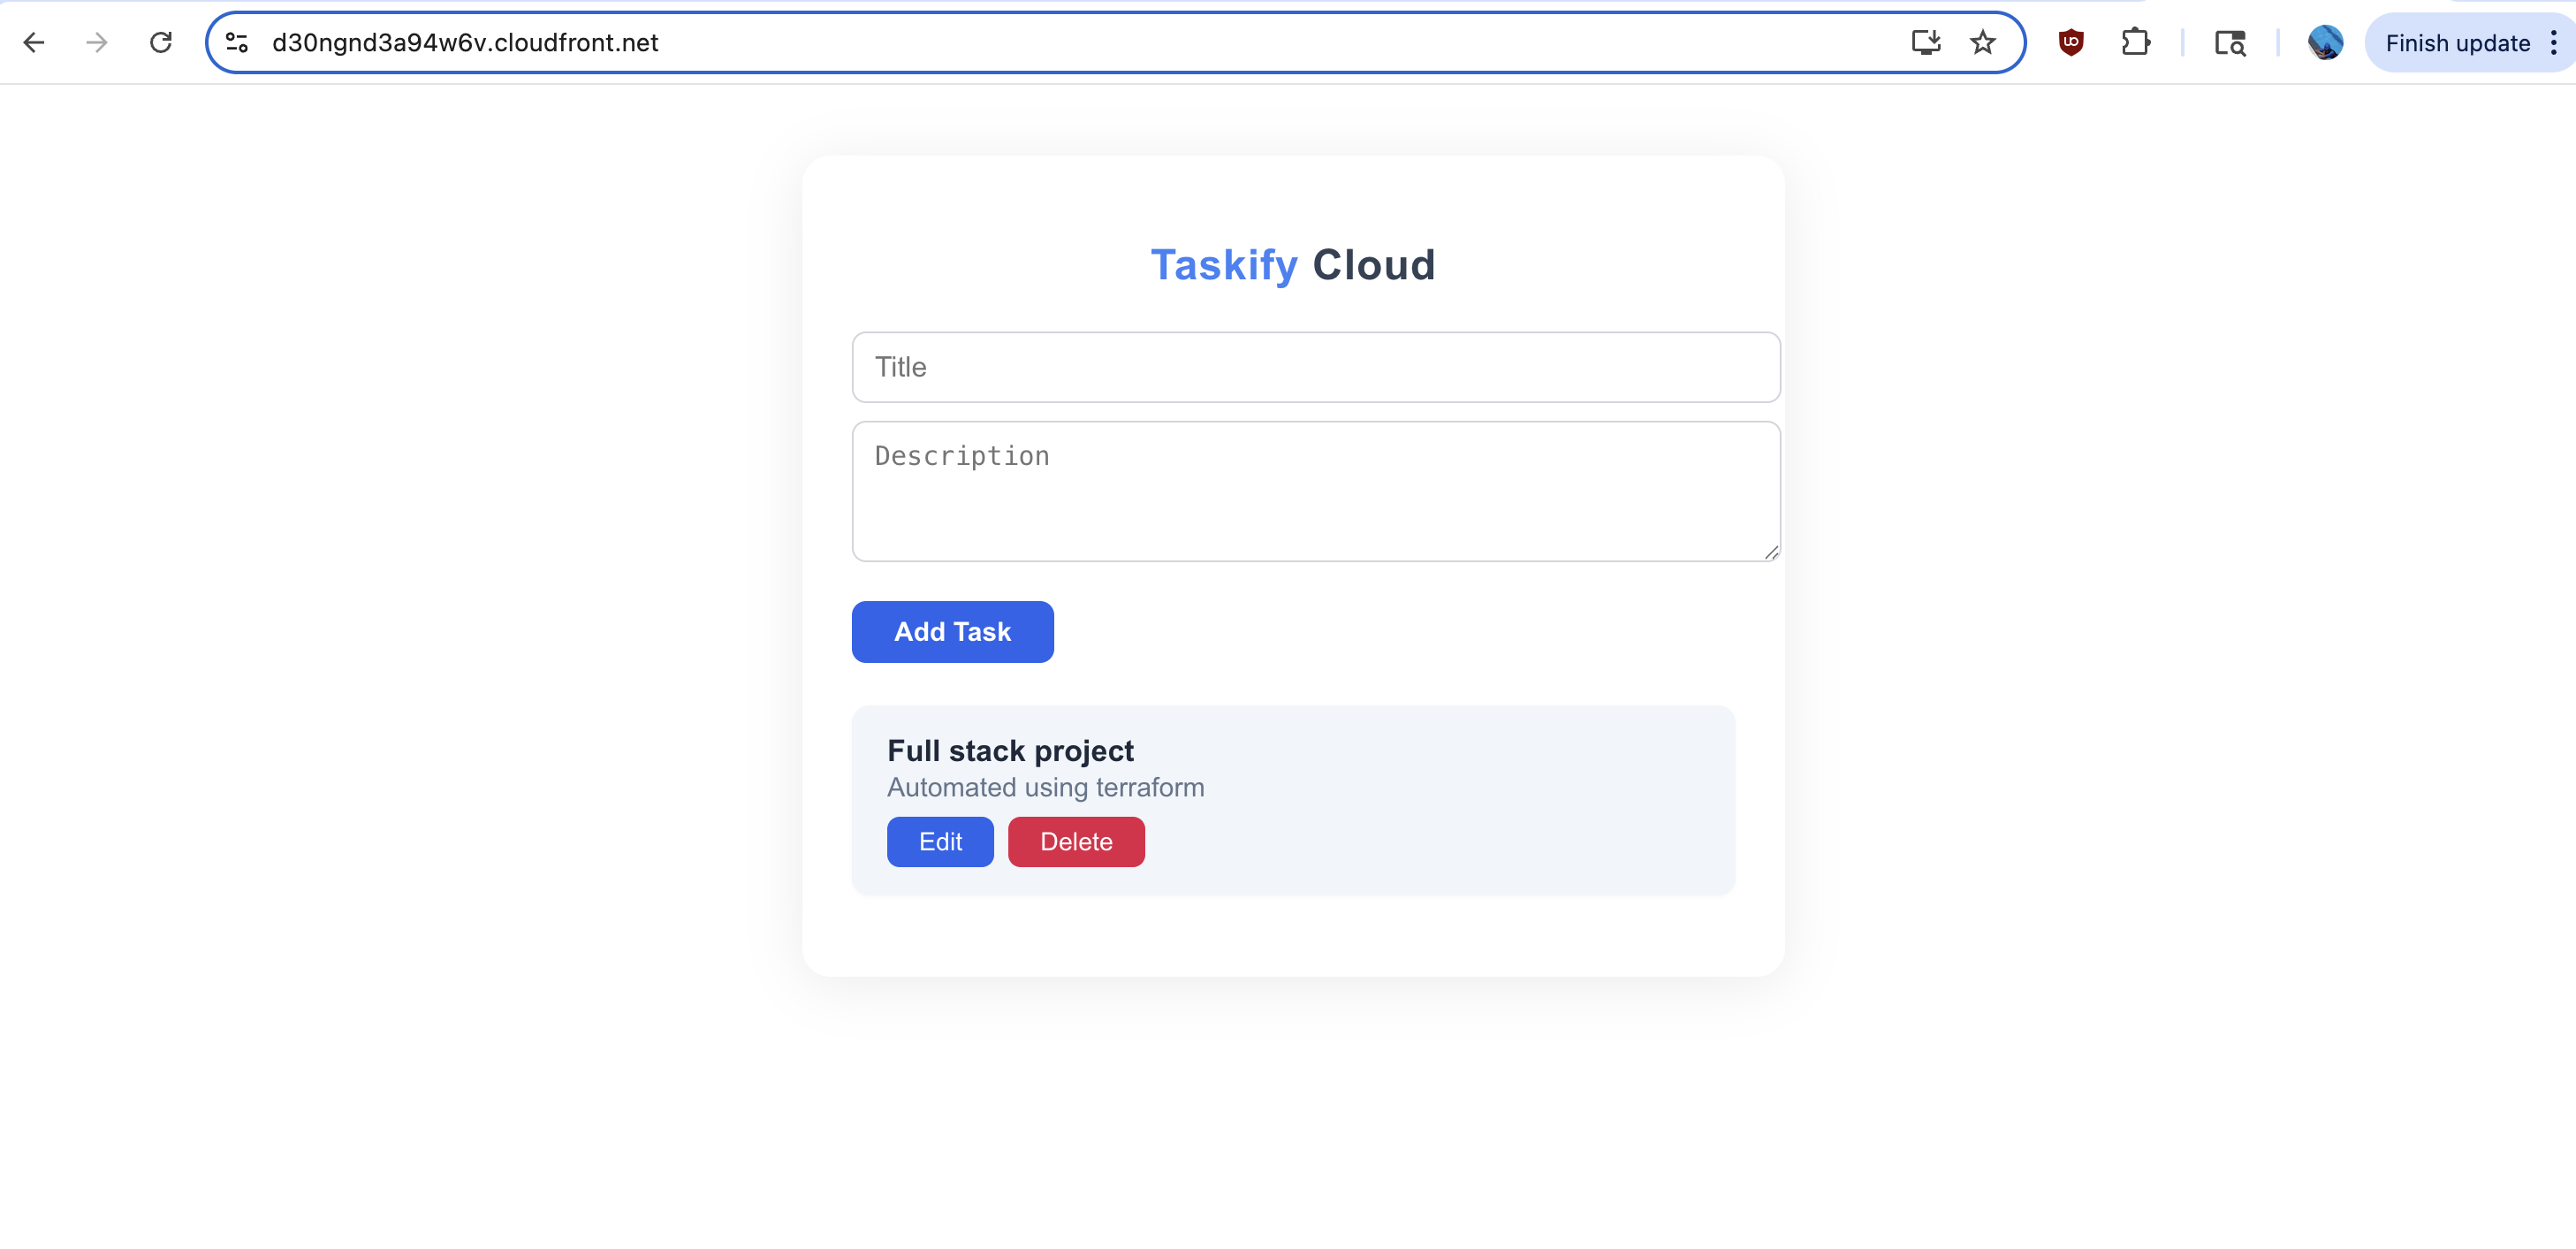 d30ngnd3a94w6v.cloudfront.net
Finish update
Taskify Cloud
Title
Description
Add Task
Full stack project
Automated using terraform
Edit
Delete